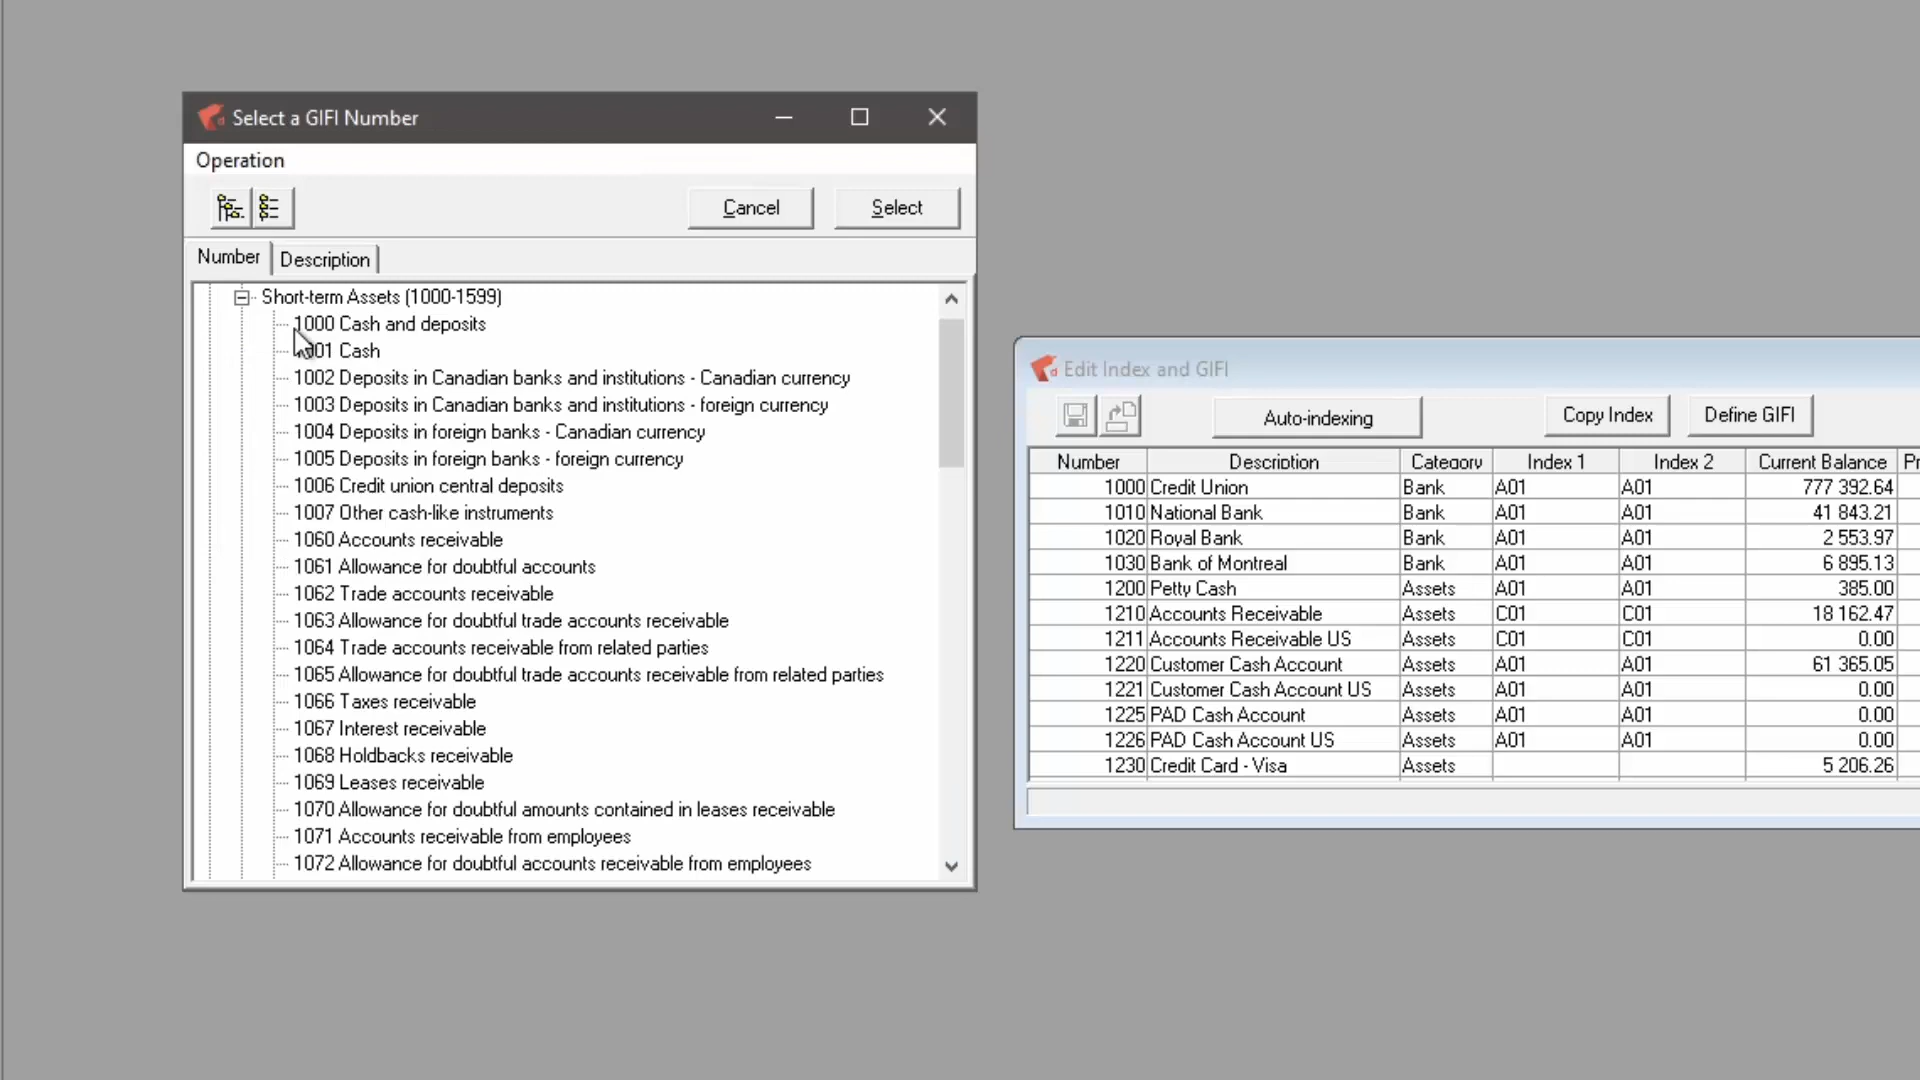 Select a GIFI Number
Operation
Cancel
Select
Number
Description
Short-term Assets (1000-1599)
1000 Cash and deposits
001 Cash
1002 Deposits in Canadian banks and institutions - Canadian currency
1003 Deposits in Canadian banks and institutions - foreign currency
1004 Deposits in foreign banks - Canadian currency
1005 Deposits in foreign banks - foreign currency
1006 Credit union central deposits
1007 Other cash-like instruments
1060 Accounts receivable
1061 Allowance for doubtful accounts
1062 Trade accounts receivable
1063 Allowance for doubtful trade accounts receivable
1064 Trade accounts receivable from related parties
1065 Allowance for doubtful trade accounts receivable from related parties
1066 Taxes receivable
1067 Interest receivable
1068 Holdbacks receivable
1069 Leases receivable
1070 Allowance for doubtful amounts contained in leases receivable
1071 Accounts receivable from employees
1072 Allowance for doubtful accounts receivable from employees
Edit Index and GIFI
Auto-indexing
Copy Index
Define GIFI
Number Description Category Index 1 Index 2 Current Balance Pr
1000 Credit Union Bank A01 A01 777 392.64
1010 National Bank Bank A01 A01 41 843.21
1020 Royal Bank Bank A01 A01 2 553.97
1030 Bank of Montreal Bank A01 A01 6 895.13
1200 Petty Cash Assets A01 A01 385.00
1210 Accounts Receivable Assets C01 C01 18 162.47
1211 Accounts Receivable US Assets C01 C01 0.00
1220 Customer Cash Account Assets A01 A01 61 365.05
1221 Customer Cash Account US Assets A01 A01 0.00
1225 PAD Cash Account Assets A01 A01 0.00
1226 PAD Cash Account US Assets A01 A01 0.00
1230 Credit Card - Visa Assets 5 206.26